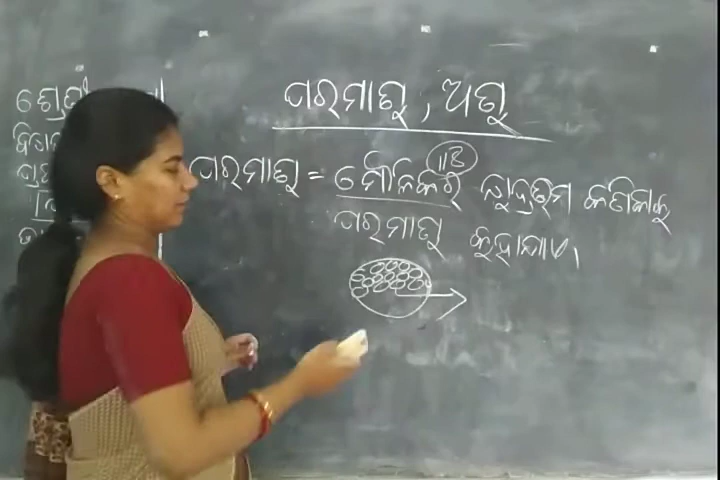 ପରମାଣୁ, ଅଣୁ
ପରମାଣୁ = ମୌଳିକର କ୍ଷୁଦ୍ରତମ କଣିକାକୁ
ପରମାଣୁ କୁହାଯାଏ।
ଶ୍ରେଣୀ